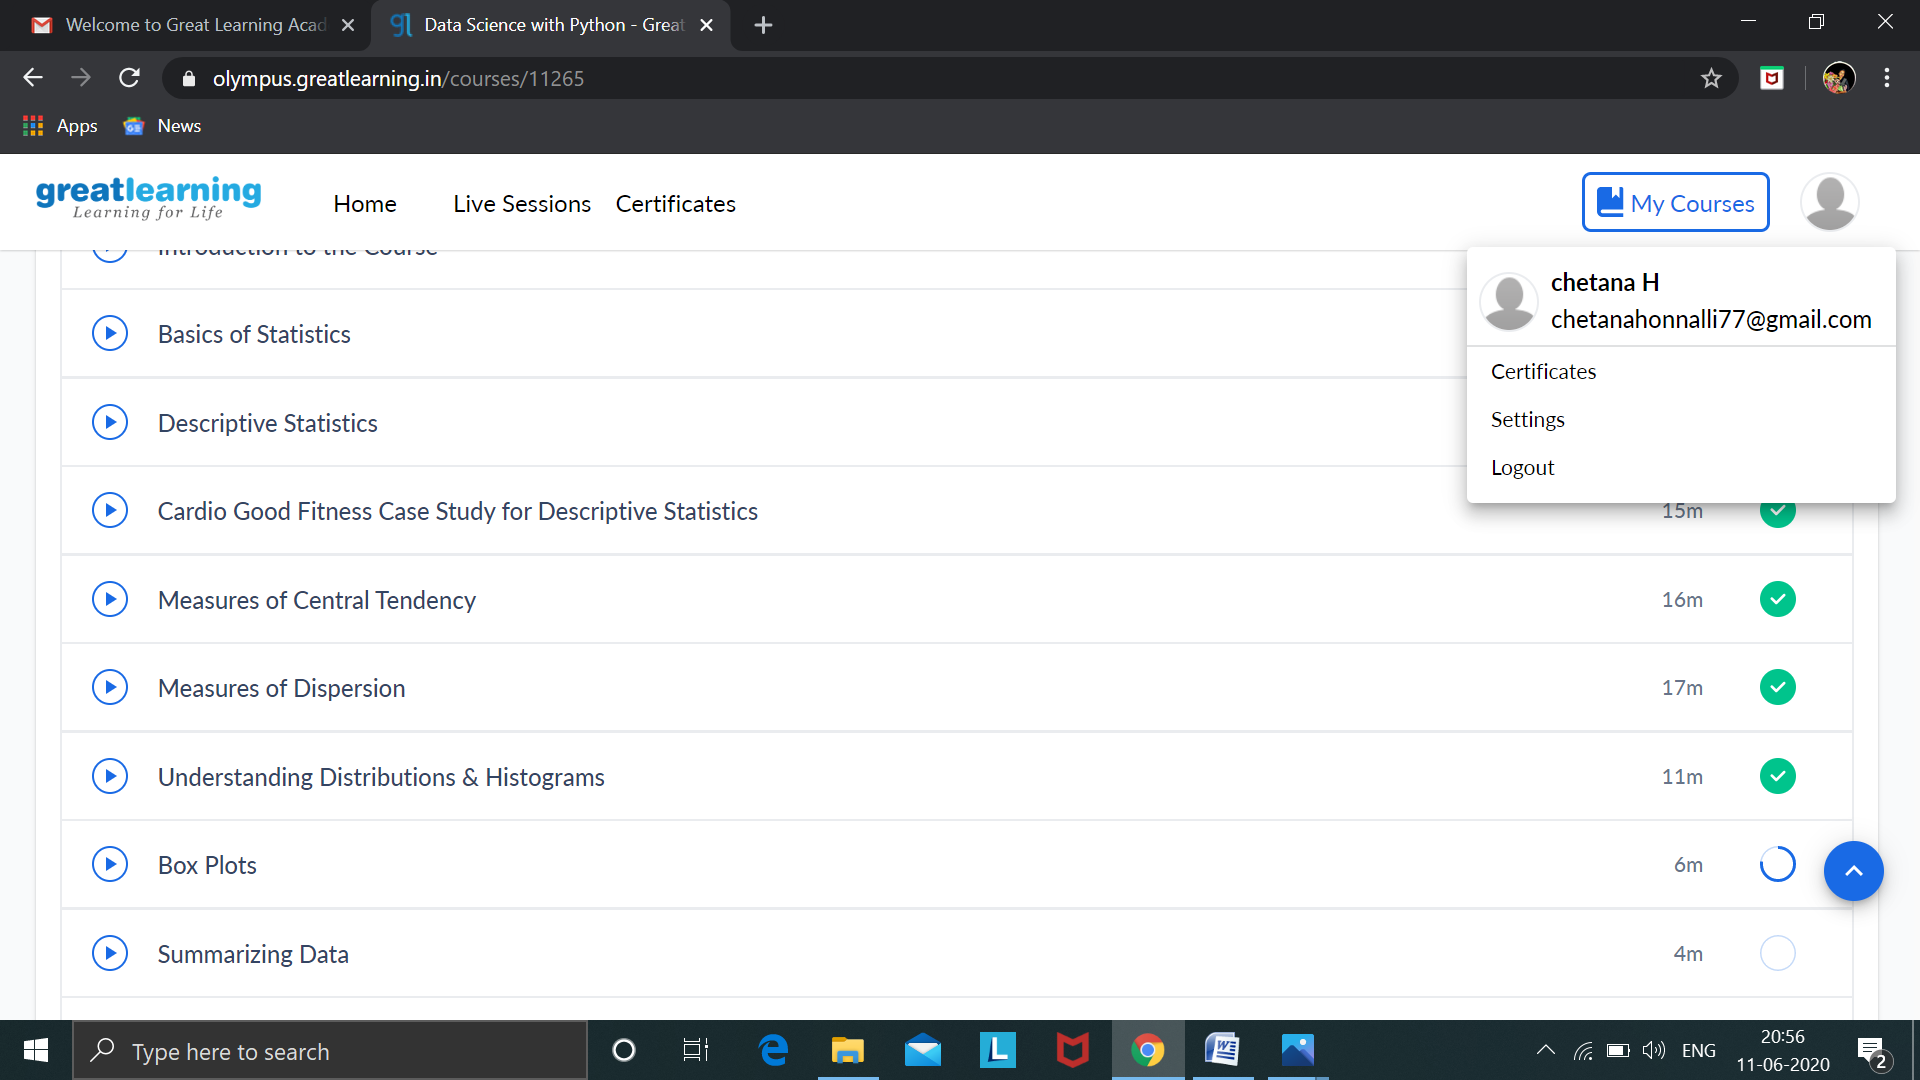 Welcome to Great Learning Acad
Data Science with Python - Great
olympus.greatlearning.in/courses/11265
Apps
News
greatlearning
Learning for Life
Home
Live Sessions
Certificates
My Courses
Introduction to the Course
chetana H
chetanahonnalli77@gmail.com
Certificates
Settings
Logout
Basics of Statistics
Descriptive Statistics
Cardio Good Fitness Case Study for Descriptive Statistics 15m
Measures of Central Tendency 16m
Measures of Dispersion 17m
Understanding Distributions & Histograms 11m
Box Plots 6m
Summarizing Data 4m
Type here to search
ENG
20:56
11-06-2020
2